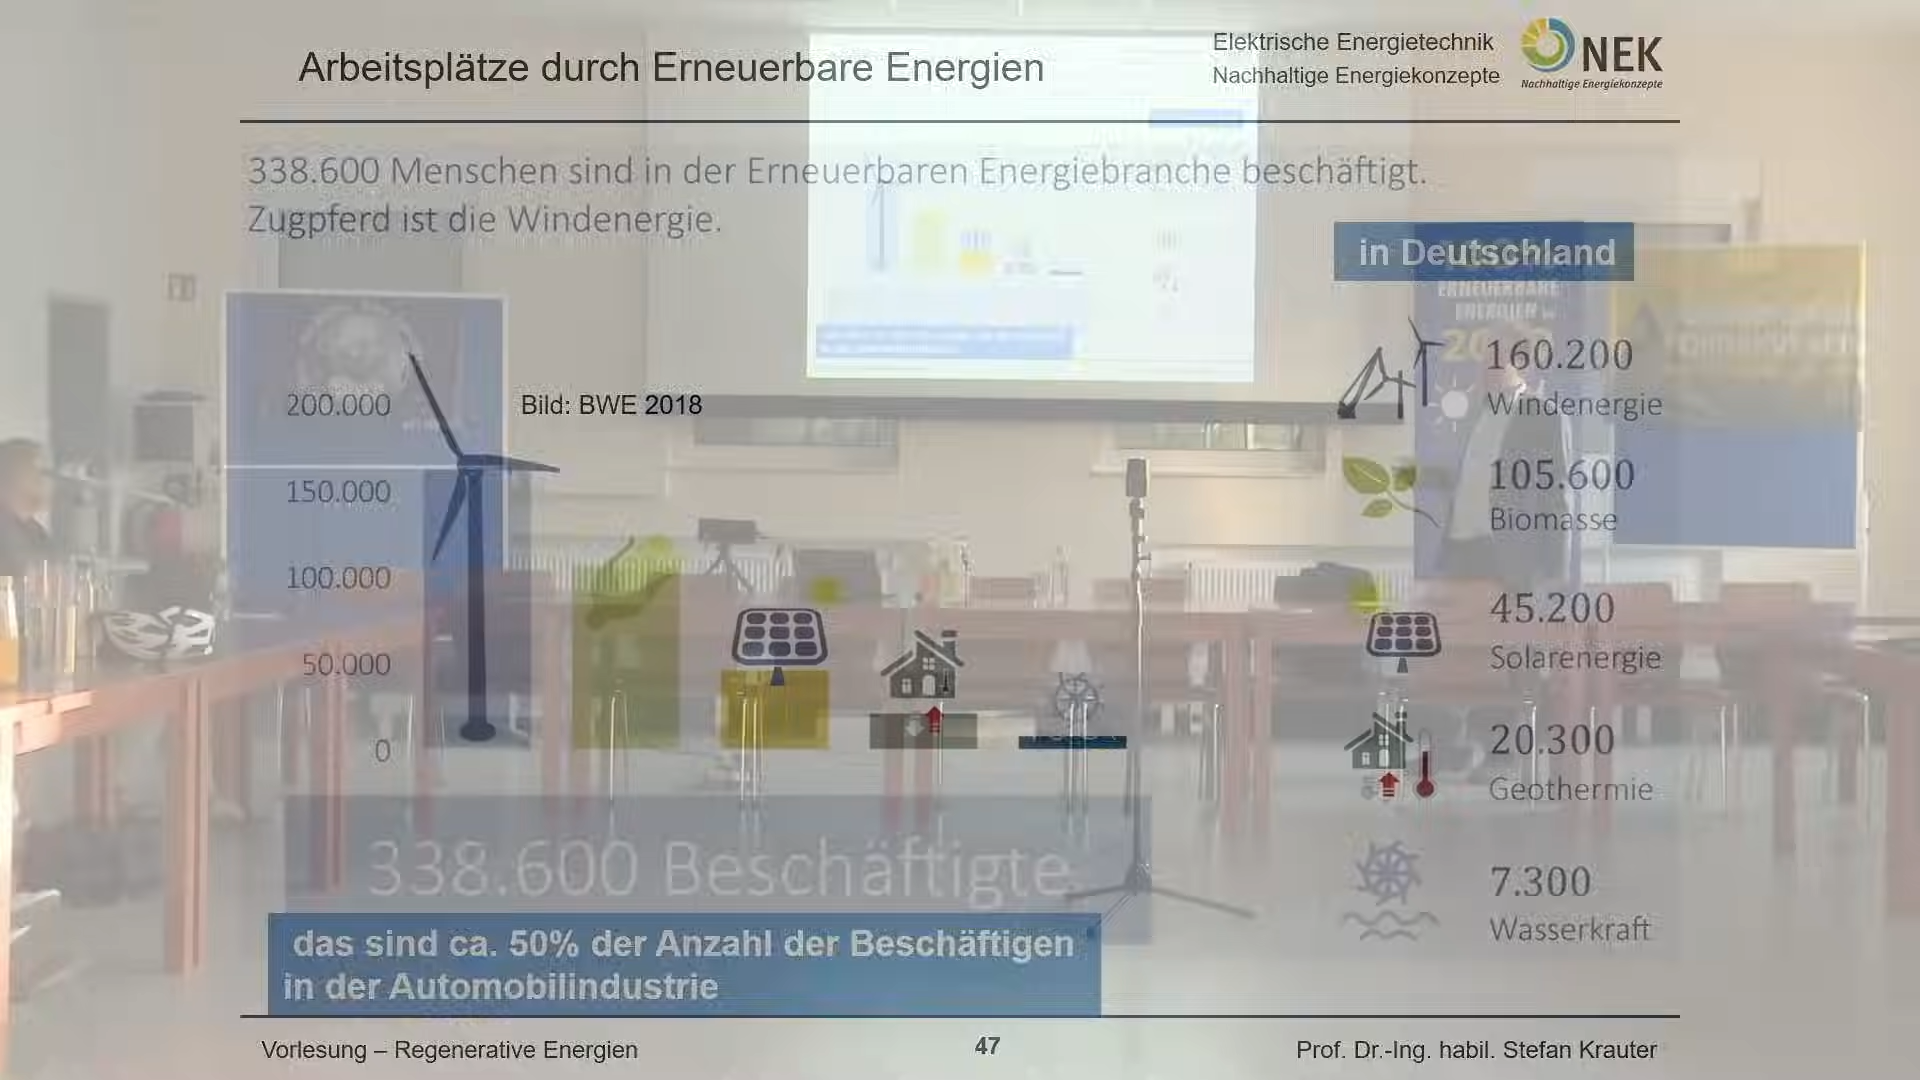 Arbeitsplätze durch Erneuerbare Energien
Elektrische Energietechnik
Nachhaltige Energiekonzepte
NEK
Nachhaltige Energiekonzepte
338.600 Menschen sind in der Erneuerbaren Energiebranche beschäftigt.
Zugpferd ist die Windenergie.
in Deutschland
ERNEUERBARE
ENERGIEN
200.000
Bild: BWE 2018
150.000
100.000
50.000
0
160.200
Windenergie
105.600
Biomasse
45.200
Solarenergie
20.300
Geothermie
7.300
Wasserkraft
338.600 Beschäftigte
das sind ca. 50% der Anzahl der Beschäftigen
in der Automobilindustrie
Vorlesung – Regenerative Energien
47
Prof. Dr.-Ing. habil. Stefan Krauter